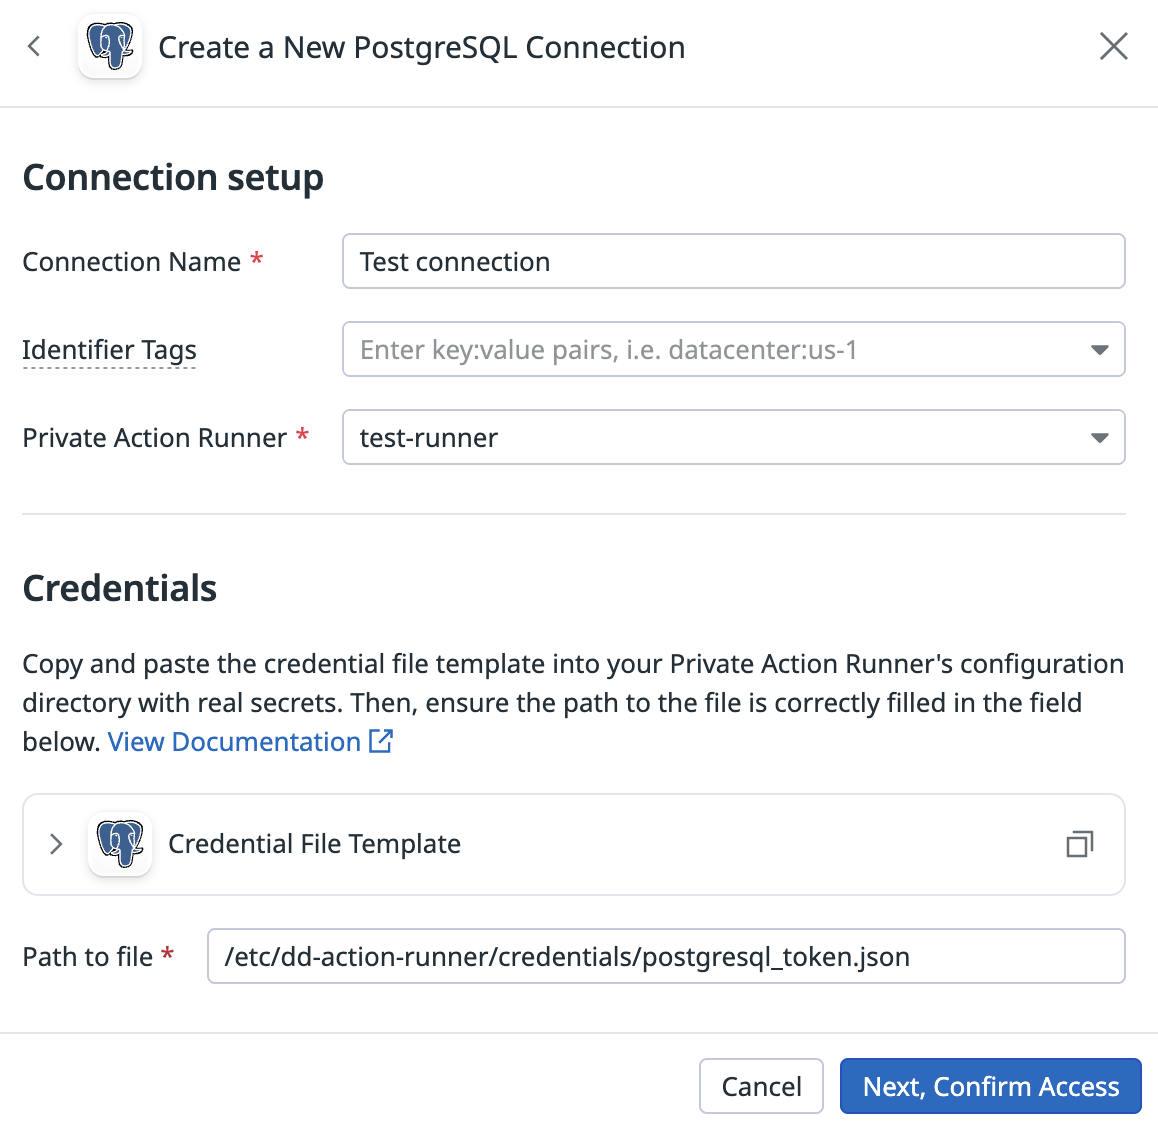 Create a New PostgreSQL Connection
Connection setup
Connection Name *
Test connection
Identifier Tags
Enter key:value pairs, i.e. datacenter:us-1
Private Action Runner *
test-runner
Credentials
Copy and paste the credential file template into your Private Action Runner's configuration
directory with real secrets. Then, ensure the path to the file is correctly filled in the field
below. View Documentation
Credential File Template
Path to file *
/etc/dd-action-runner/credentials/postgresql_token.json
Cancel
Next, Confirm Access